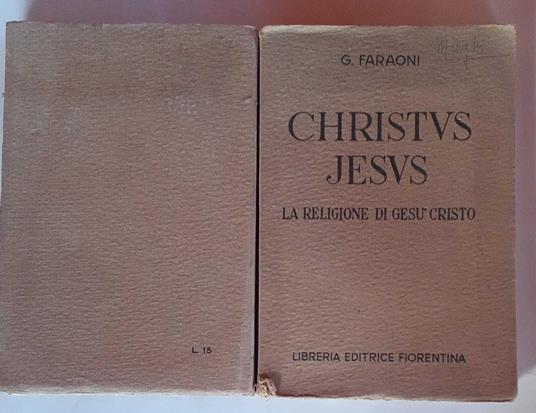 L. 15
G. FARAONI
CHRISTVS
JESVS
LA RELIGIONE DI GESU' CRISTO
LIBRERIA EDITRICE FIORENTINA